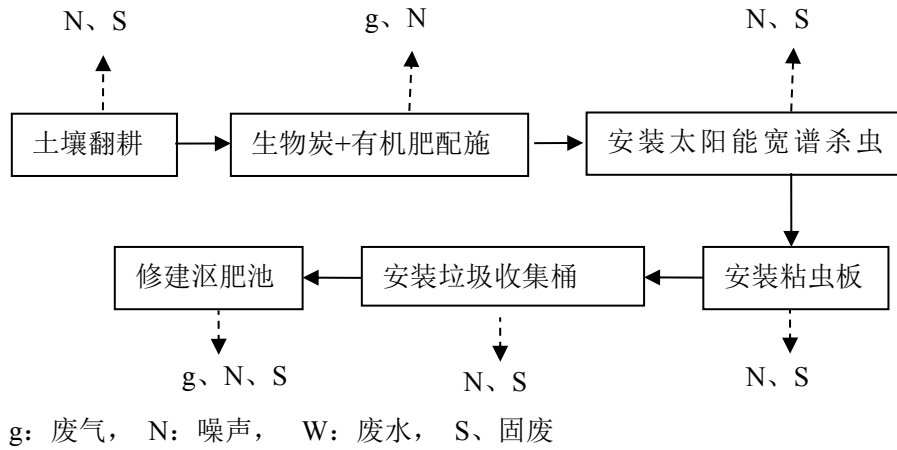 N、S
g、N
N、S
土壤翻耕
生物炭+有机肥配施
安装太阳能宽谱杀虫
修建沤肥池
安装垃圾收集桶
安装粘虫板
g、N、S
N、S
N、S
g：废气， N：噪声， W：废水， S、固废